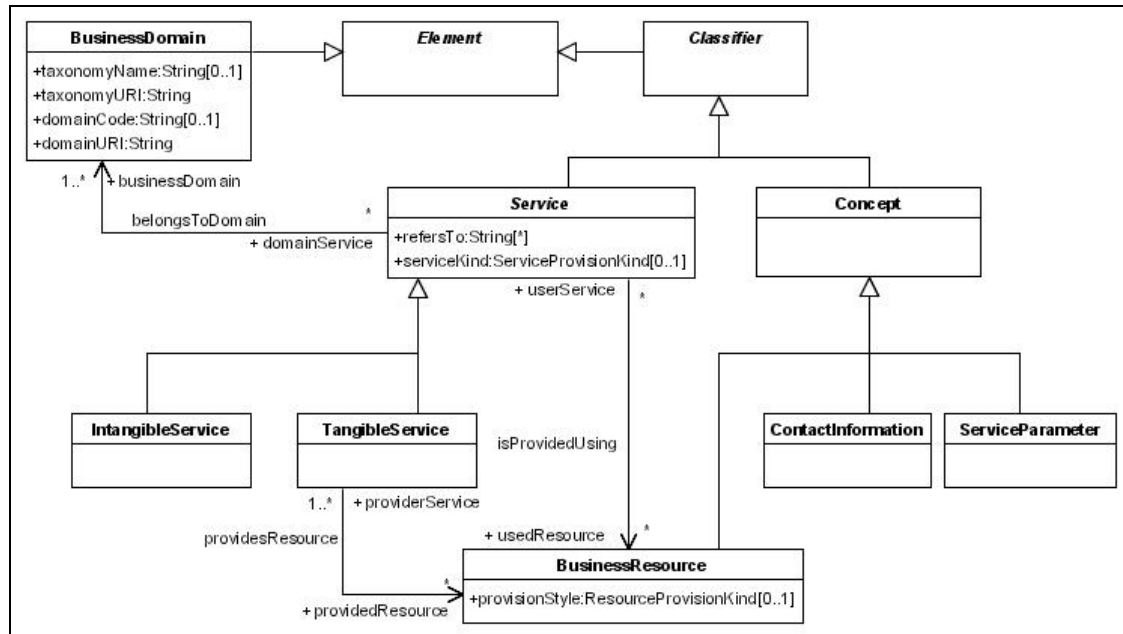 BusinessDomain
+taxonomyName:String[0..1]
+taxonomyURI:String
+domainCode:String[0..1]
+domainURI:String
Element
Classifier
1..*
+ businessDomain
belongsToDomain
*
+ domainService
Service
+refersTo:String[*]
+serviceKind:ServiceProvisionKind[0..1]
Concept
+ userService
*
IntangibleService
TangibleService
isProvidedUsing
ContactInformation
ServiceParameter
1..*
+ providerService
providesResource
+ usedResource
*
BusinessResource
+provisionStyle:ResourceProvisionKind[0..1]
*
+ providedResource